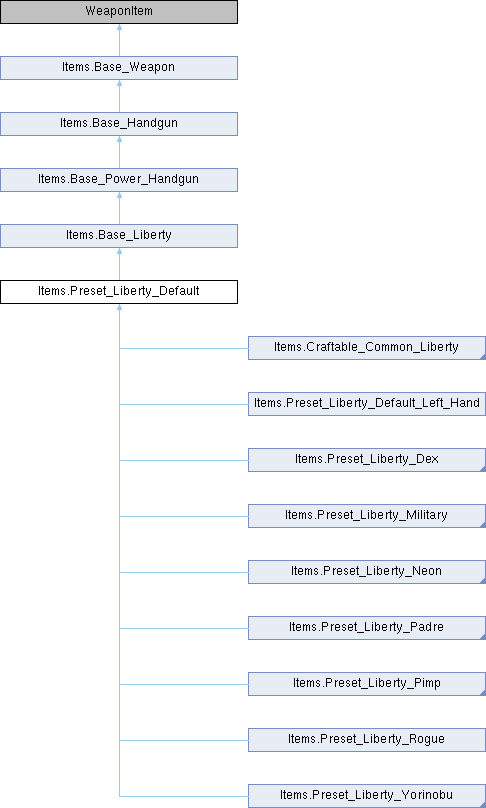 WeaponItem
Items.Base_Weapon
Items.Base_Handgun
Items.Base_Power_Handgun
Items.Base_Liberty
Items.Preset_Liberty_Default
Items.Craftable_Common_Liberty
Items.Preset_Liberty_Default_Left_Hand
Items.Preset_Liberty_Dex
Items.Preset_Liberty_Military
Items.Preset_Liberty_Neon
Items.Preset_Liberty_Padre
Items.Preset_Liberty_Pimp
Items.Preset_Liberty_Rogue
Items.Preset_Liberty_Yorinobu